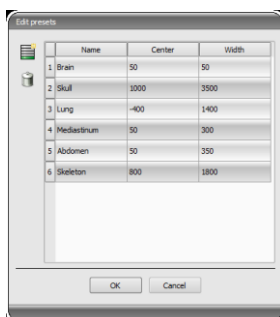 Edit presets
Name Center Width
1 Brain 50 50
2 Skull 1000 3500
3 Lung -400 1400
4 Mediastinum 50 300
5 Abdomen 50 350
6 Skeleton 800 1800
OK Cancel